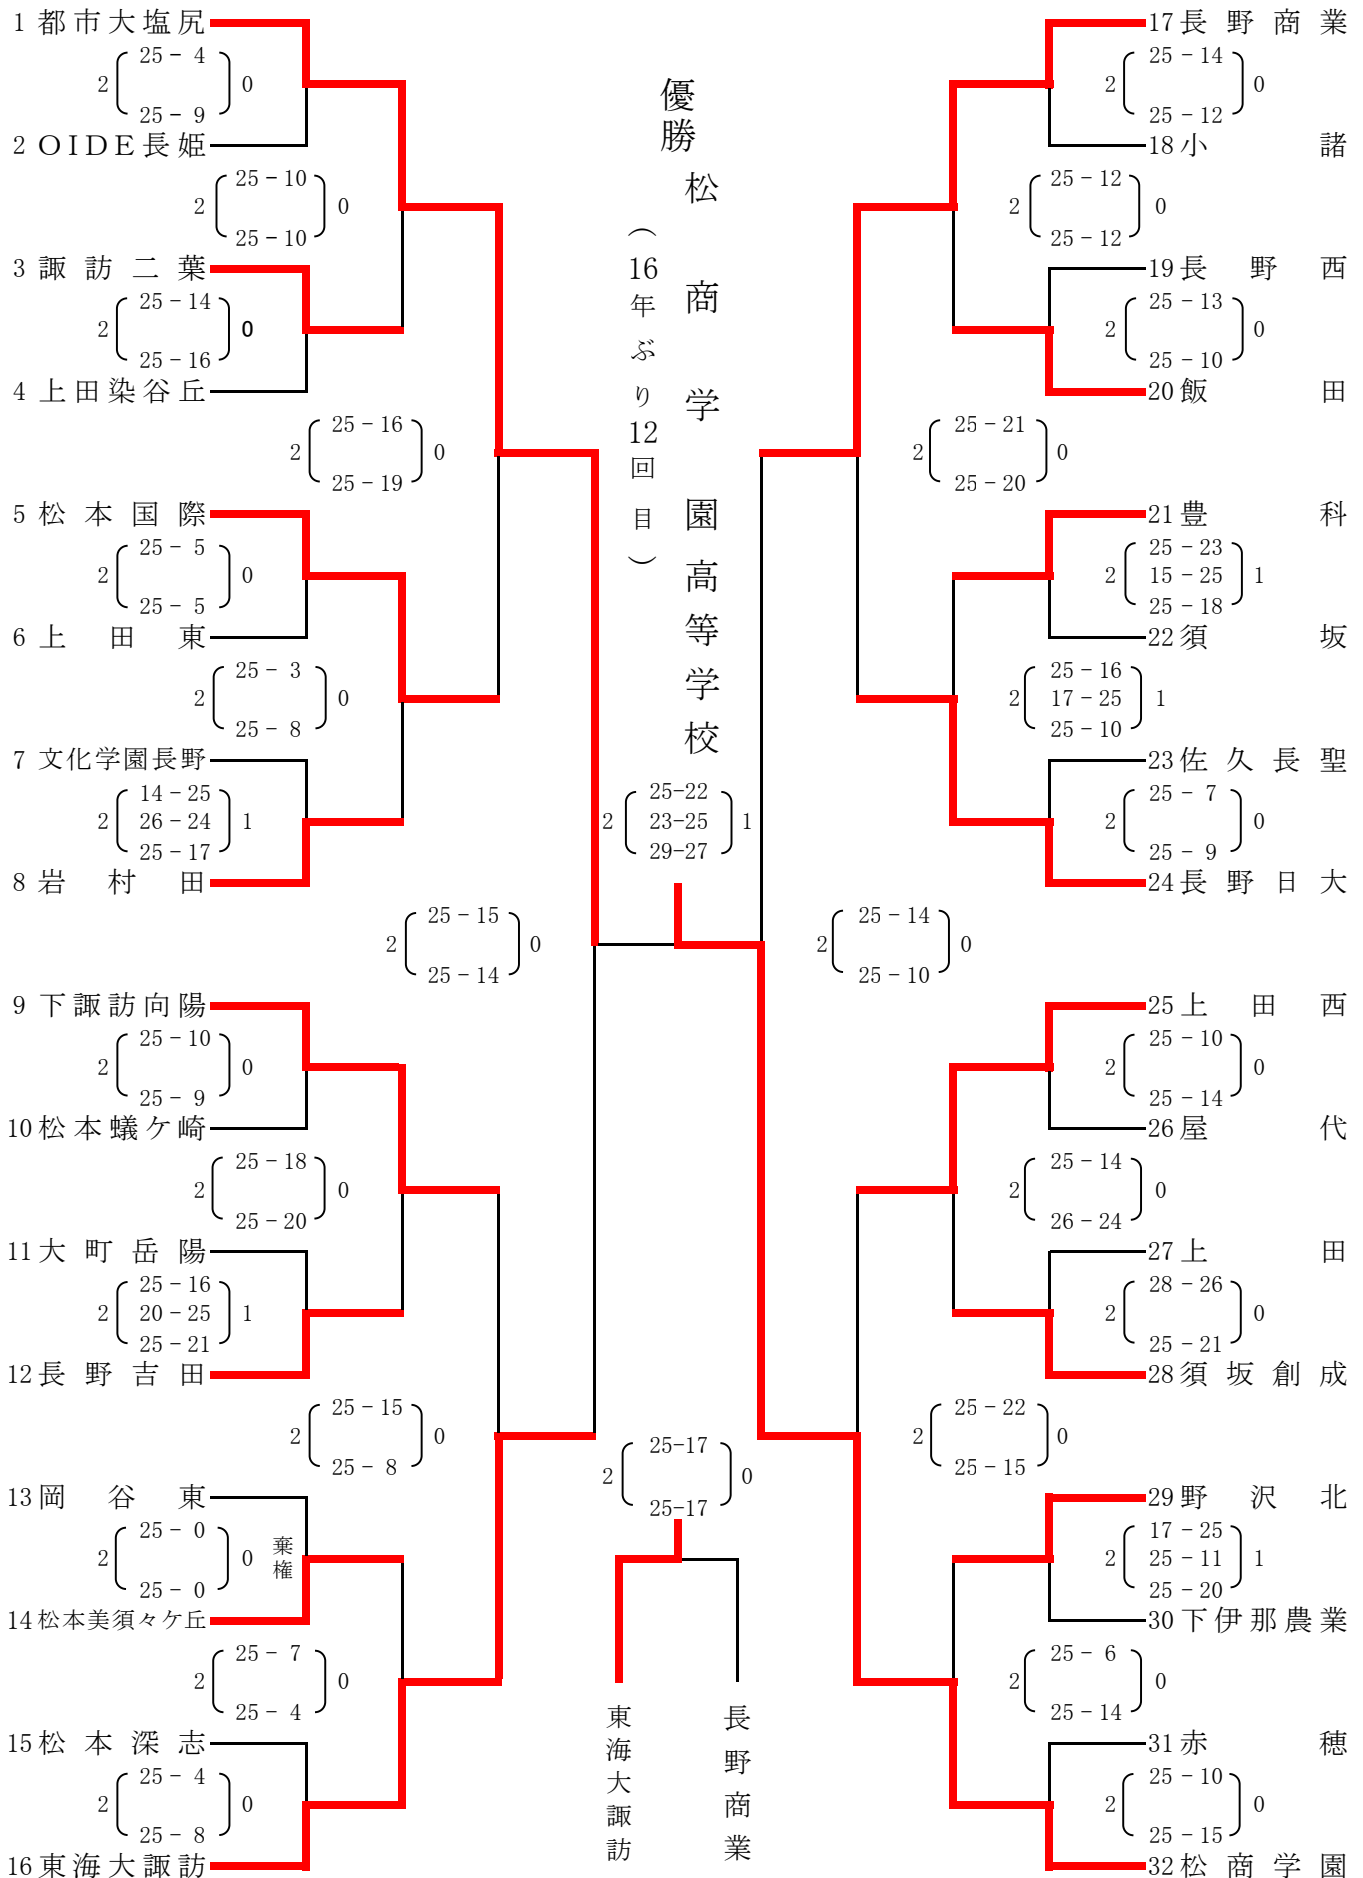 1 都市大塩尻
25－ 4
2 0
25－ 9
2 OIDE長姫
25－10
2 0
25－10
3 諏訪二葉
25－14
2 0
25－16
4 上田染谷丘
25－16
2 0
25－19
5 松本国際
25－ 5
2 0
25－ 5
6 上田東
25－ 3
2 0
25－ 8
7 文化学園長野
14－25
2 26－24 1
25－17
8 岩村田
25－15
2 0
25－14
9 下諏訪向陽
25－10
2 0
25－ 9
10 松本蟻ケ崎
25－18
2 0
25－20
11 大町岳陽
25－16
2 20－25 1
25－21
12 長野吉田
25－15
2 0
25－ 8
13 岡谷東
25－ 0
2 0 棄権
25－ 0
14 松本美須々ケ丘
25－ 7
2 0
25－ 4
15 松本深志
25－ 4
2 0
25－ 8
16 東海大諏訪
優勝
松商学園高等学校
（16年ぶり12回目）
25－22
2 23－25 1
29－27
25－17
2 0
25－17
東海大諏訪
長野商業
17 長野商業
25－14
2 0
25－12
18 小諸
25－12
2 0
25－12
19 長野西
25－13
2 0
25－10
20 飯田
25－21
2 0
25－20
21 豊科
25－23
2 15－25 1
25－18
22 須坂
25－16
2 17－25 1
25－10
23 佐久長聖
25－ 7
2 0
25－ 9
24 長野日大
25－14
2 0
25－10
25 上田西
25－10
2 0
25－14
26 屋代
25－14
2 0
26－24
27 上田
28－26
2 0
25－21
28 須坂創成
25－22
2 0
25－15
29 野沢北
17－25
2 25－11 1
25－20
30 下伊那農業
25－ 6
2 0
25－14
31 赤穂
25－10
2 0
25－15
32 松商学園